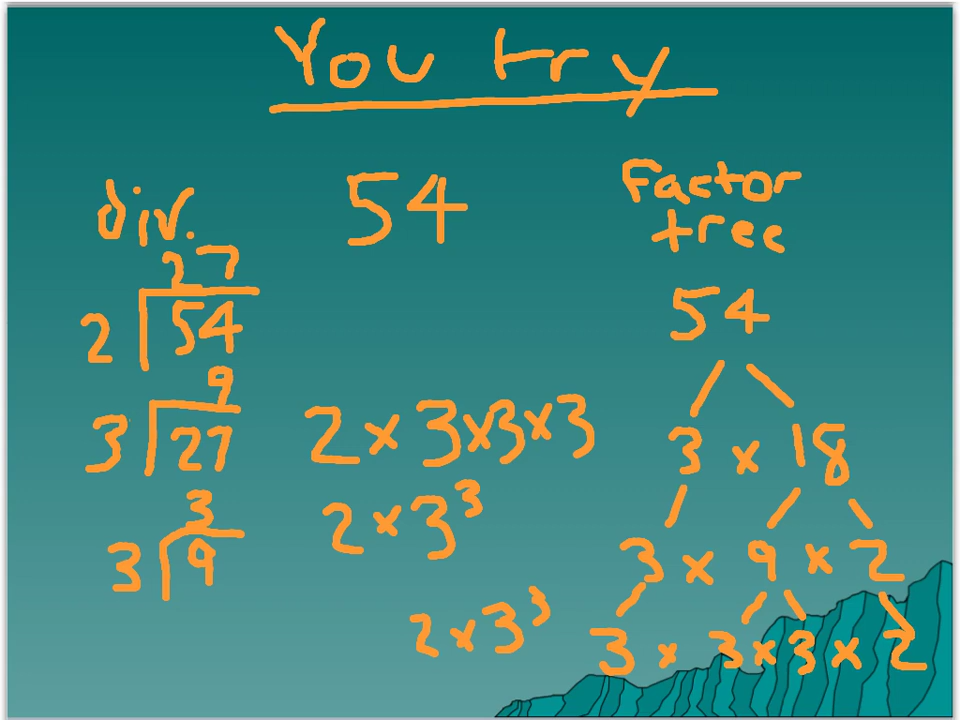 You try
div.
27
2 54
9
3 27
3
3 9
54
2 x 3 x 3 x 3
2 x 3³
2 x 3³
Factor
tree
54
3 x 18
3 x 9 x 2
3 x 3 x 3 x 2